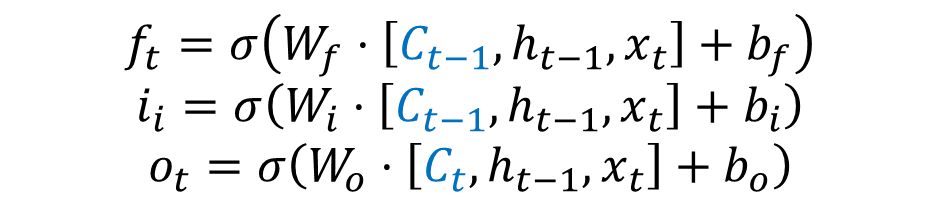 f_t = σ(W_f · [C_{t−1}, h_{t−1}, x_t] + b_f)
i_i = σ(W_i · [C_{t−1}, h_{t−1}, x_t] + b_i)
o_t = σ(W_o · [C_t, h_{t−1}, x_t] + b_o)